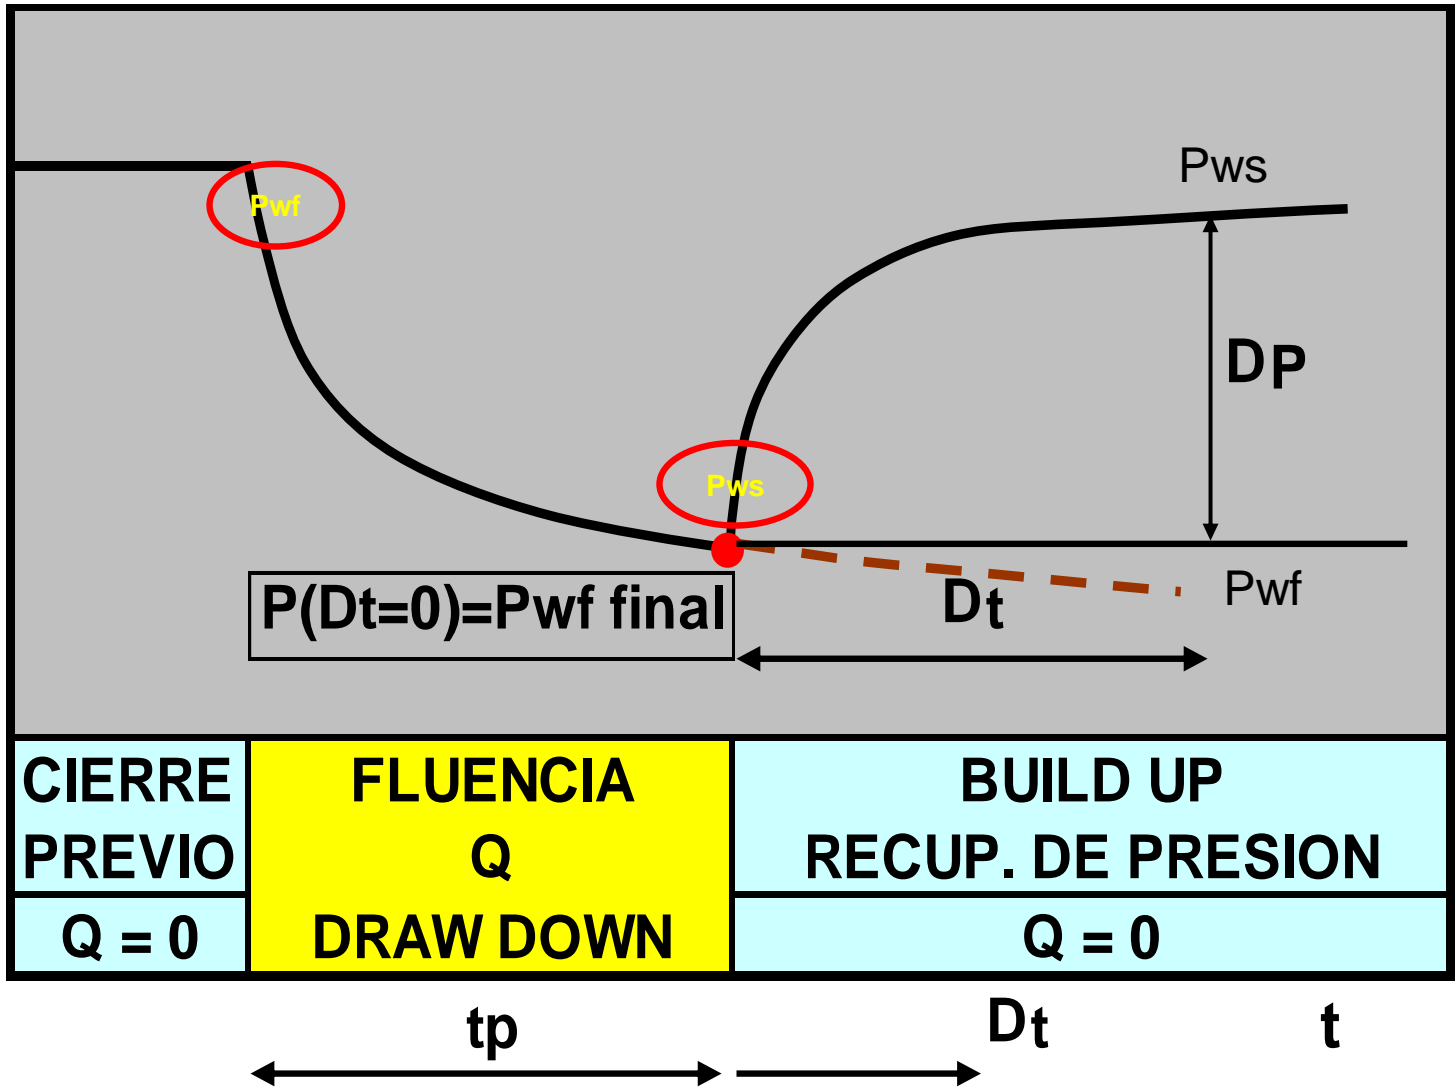 Pws
Pwf
DP
Pws
P(Dt=0)=Pwf final
Dt
Pwf
CIERRE
PREVIO
Q = 0
FLUENCIA
Q
DRAW DOWN
BUILD UP
RECUP. DE PRESION
Q = 0
tp
Dt
t